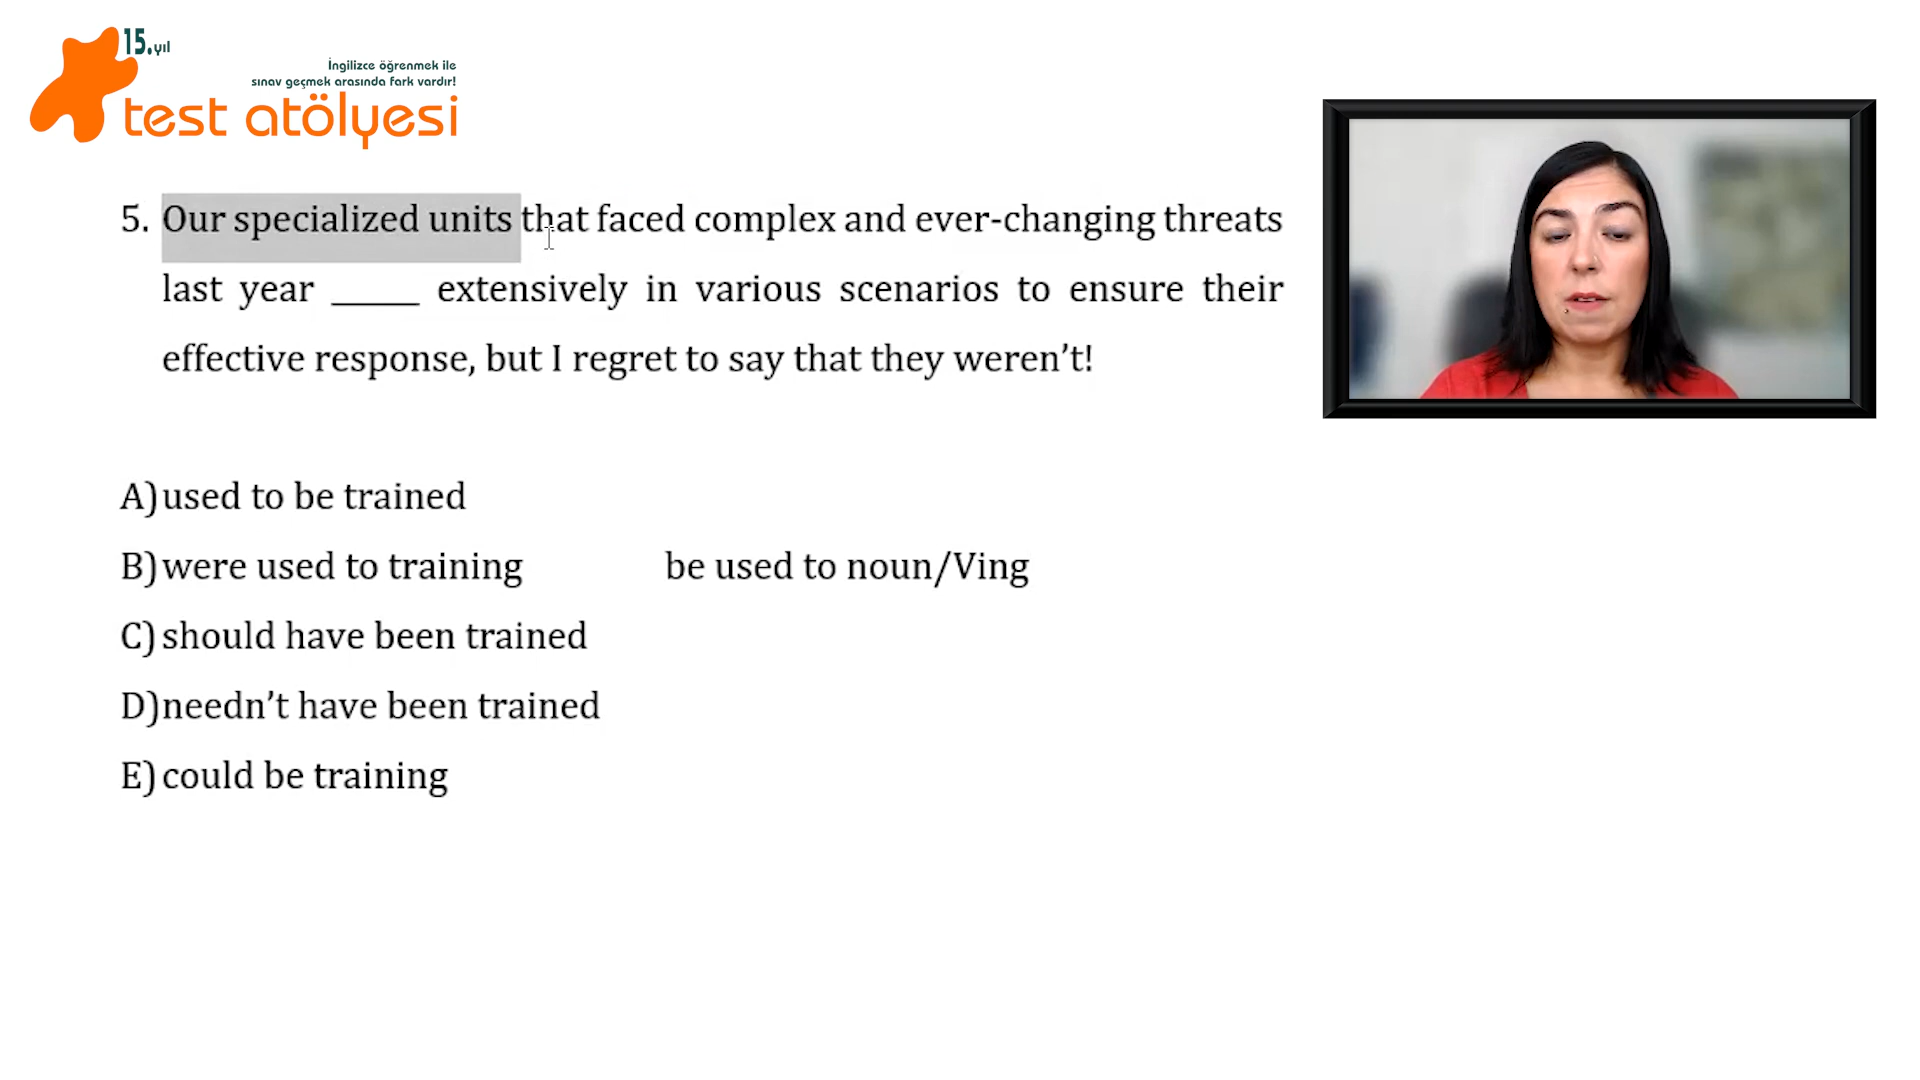 15.yıl
İngilizce öğrenmek ile
sınav geçmek arasında fark vardır!
test atölyesi
5. Our specialized units that faced complex and ever-changing threats
last year _____ extensively in various scenarios to ensure their
effective response, but I regret to say that they weren’t!
A) used to be trained
B) were used to training be used to noun/Ving
C) should have been trained
D) needn’t have been trained
E) could be training